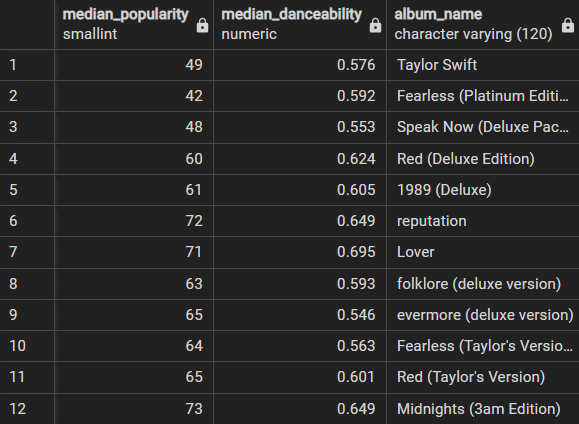 median_popularity median_danceability album_name
smallint numeric character varying (120)
1 49 0.576 Taylor Swift
2 42 0.592 Fearless (Platinum Editi...
3 48 0.553 Speak Now (Deluxe Pac...
4 60 0.624 Red (Deluxe Edition)
5 61 0.605 1989 (Deluxe)
6 72 0.649 reputation
7 71 0.695 Lover
8 63 0.593 folklore (deluxe version)
9 65 0.546 evermore (deluxe version)
10 64 0.563 Fearless (Taylor's Versio...
11 65 0.601 Red (Taylor's Version)
12 73 0.649 Midnights (3am Edition)